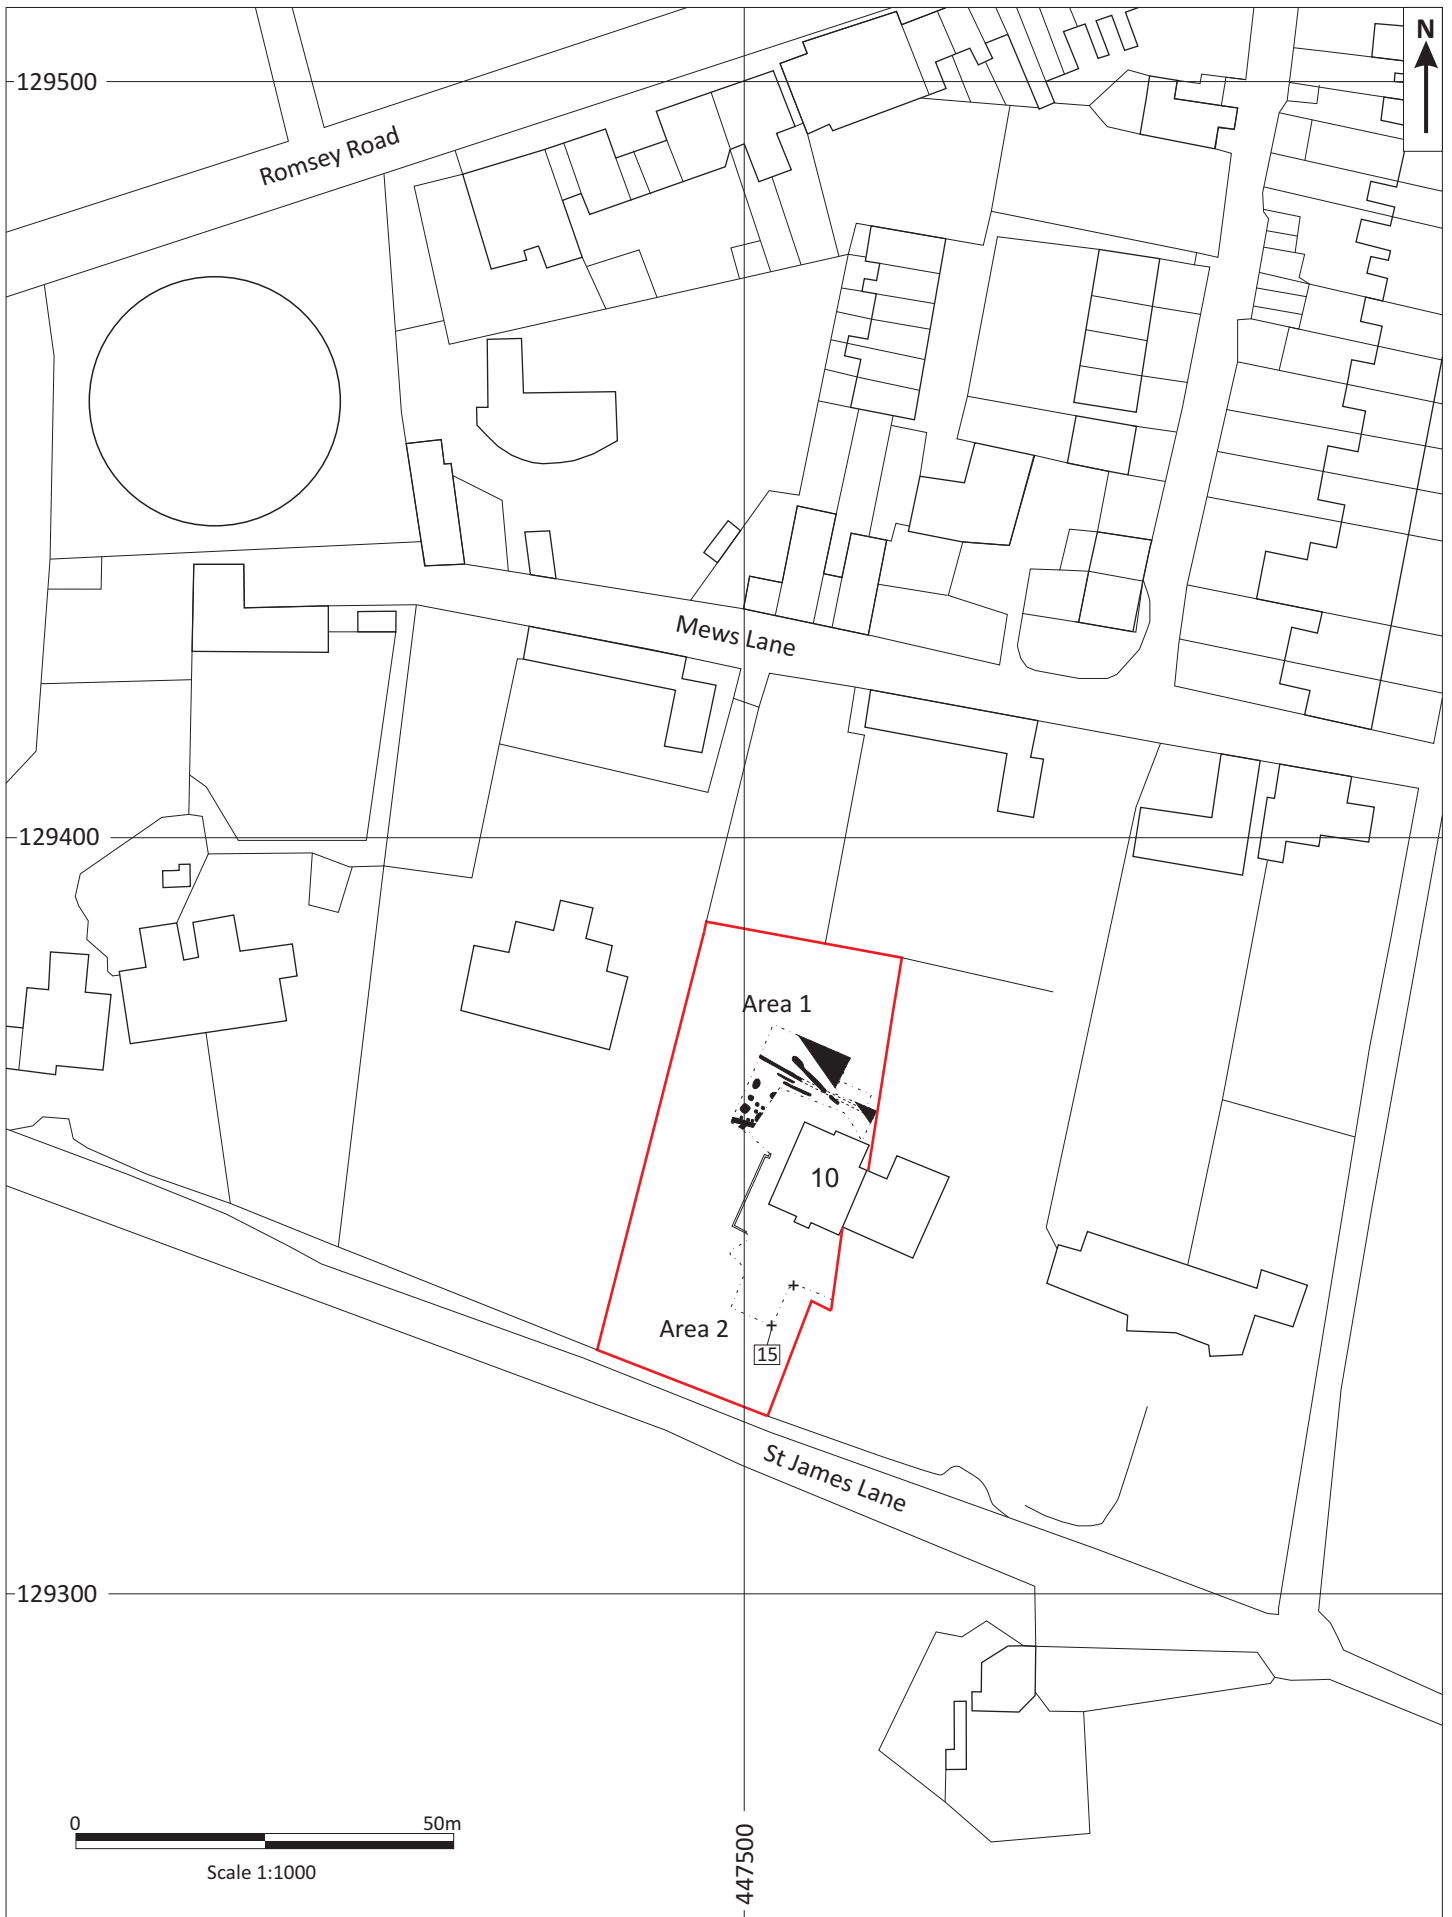 N
129500
Romsey Road
Mews Lane
129400
Area 1
10
Area 2
15
St James Lane
129300
0 50m
Scale 1:1000
447500